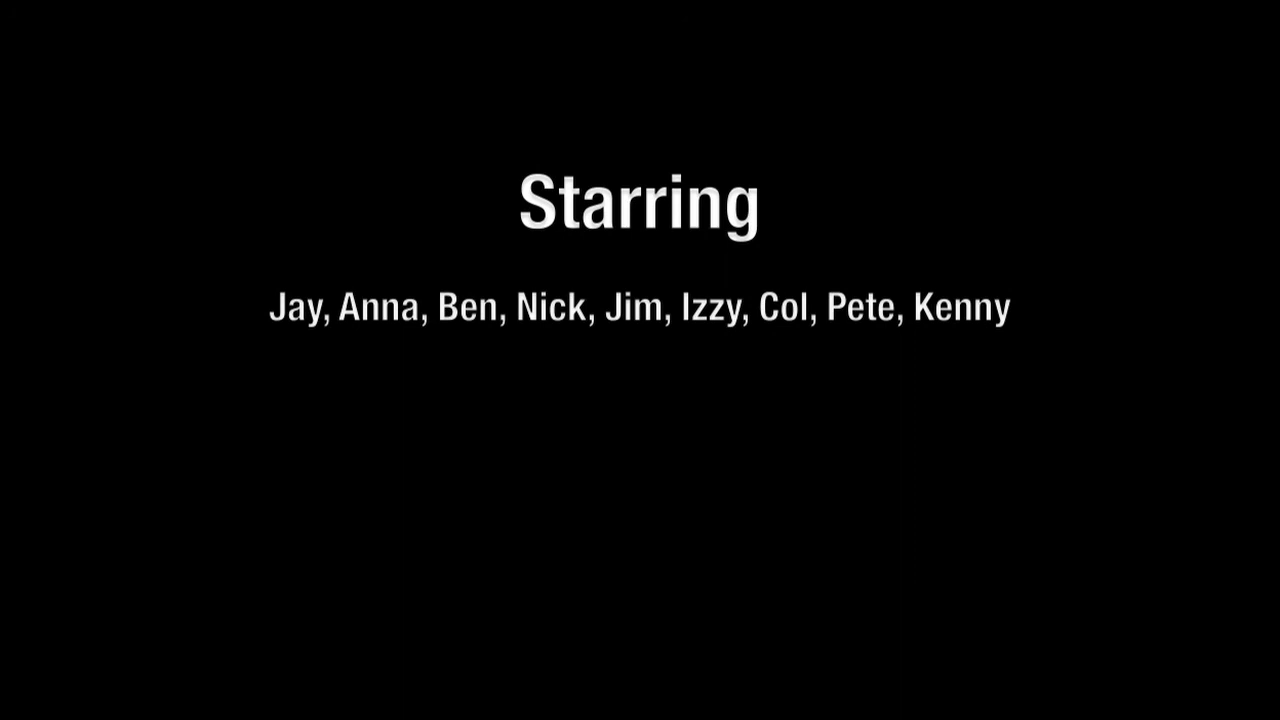 Starring
Jay, Anna, Ben, Nick, Jim, Izzy, Col, Pete, Kenny